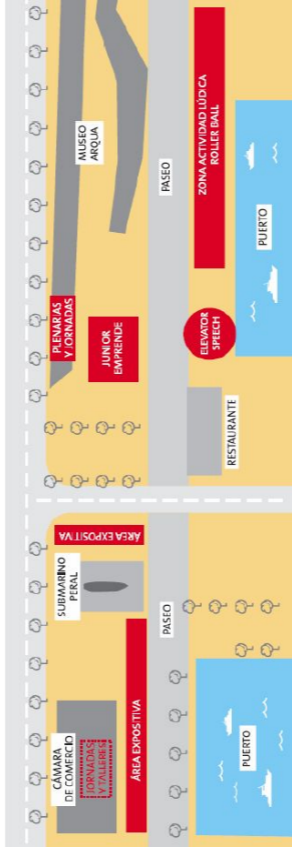 CÁMARA
DE COMERCIO
JORNADAS
Y TALLERES
SUBMARINO
PERAL
ÁREA EXPOSITIVA
ÁREA EXPOSITIVA
PASEO
PUERTO
PLENARIAS
Y JORNADAS
MUSEO
ARQUA
JUNIOR
EMPRENDE
PASEO
RESTAURANTE
ELEVATOR
SPEECH
ZONA ACTIVIDAD LÚDICA
ROLLER BALL
PUERTO